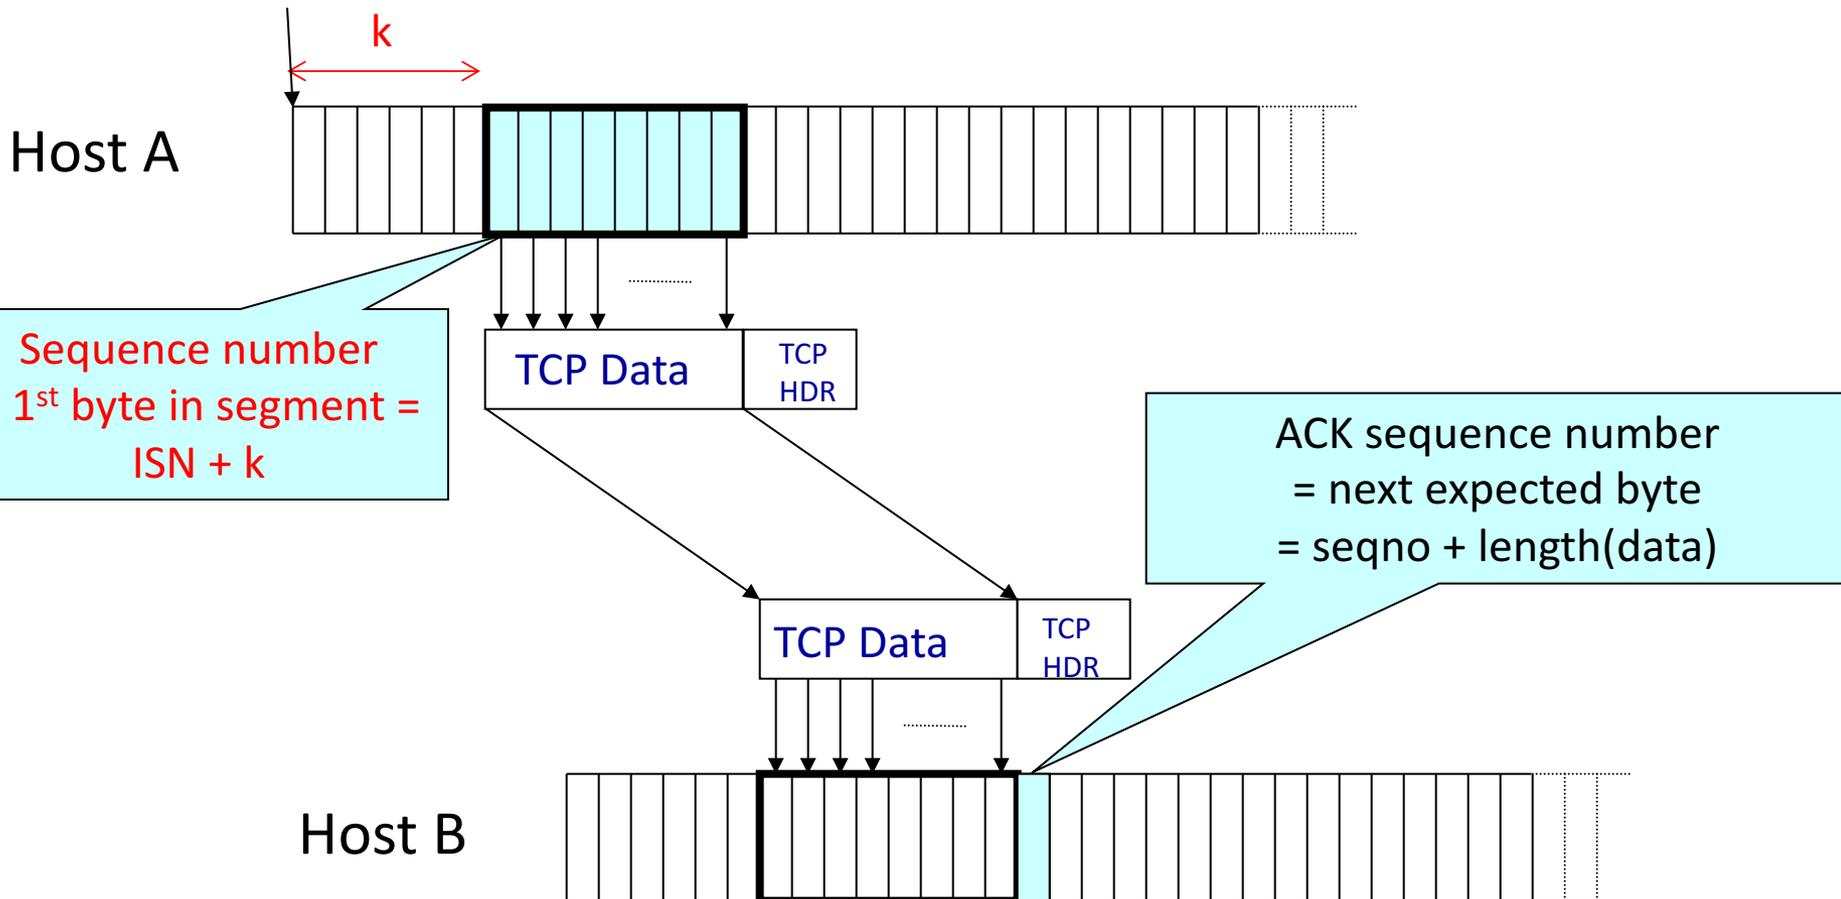 k
Host A
Sequence number
1st byte in segment =
ISN + k
TCP Data
TCP
HDR
ACK sequence number
= next expected byte
= seqno + length(data)
TCP Data
TCP
HDR
Host B